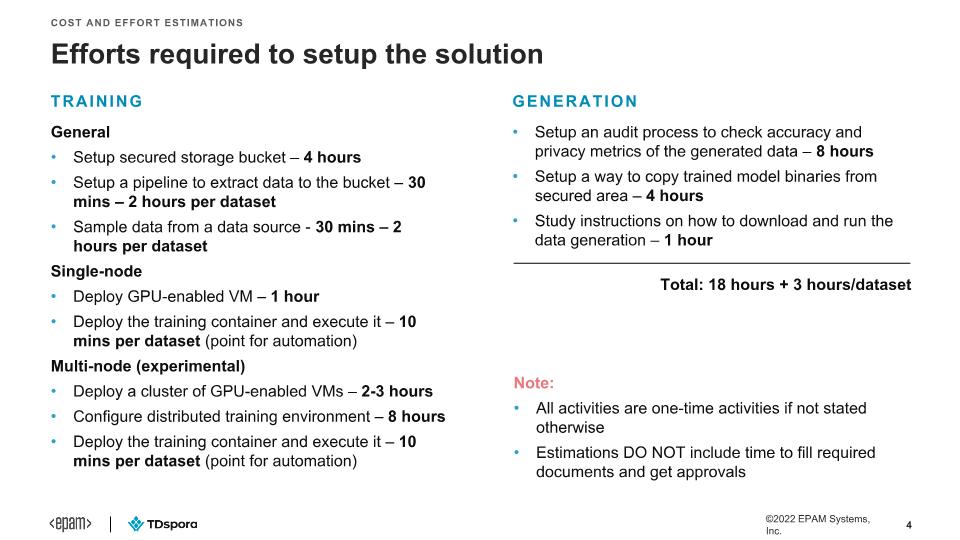 COST AND EFFORT ESTIMATIONS
Efforts required to setup the solution
TRAINING
General
• Setup secured storage bucket – 4 hours
• Setup a pipeline to extract data to the bucket – 30
mins – 2 hours per dataset
• Sample data from a data source - 30 mins – 2
hours per dataset
Single-node
• Deploy GPU-enabled VM – 1 hour
• Deploy the training container and execute it – 10
mins per dataset (point for automation)
Multi-node (experimental)
• Deploy a cluster of GPU-enabled VMs – 2-3 hours
• Configure distributed training environment – 8 hours
• Deploy the training container and execute it – 10
mins per dataset (point for automation)
GENERATION
• Setup an audit process to check accuracy and
privacy metrics of the generated data – 8 hours
• Setup a way to copy trained model binaries from
secured area – 4 hours
• Study instructions on how to download and run the
data generation – 1 hour
Total: 18 hours + 3 hours/dataset
Note:
• All activities are one-time activities if not stated
otherwise
• Estimations DO NOT include time to fill required
documents and get approvals
<epam> | TDspora
©2022 EPAM Systems,
Inc.
4